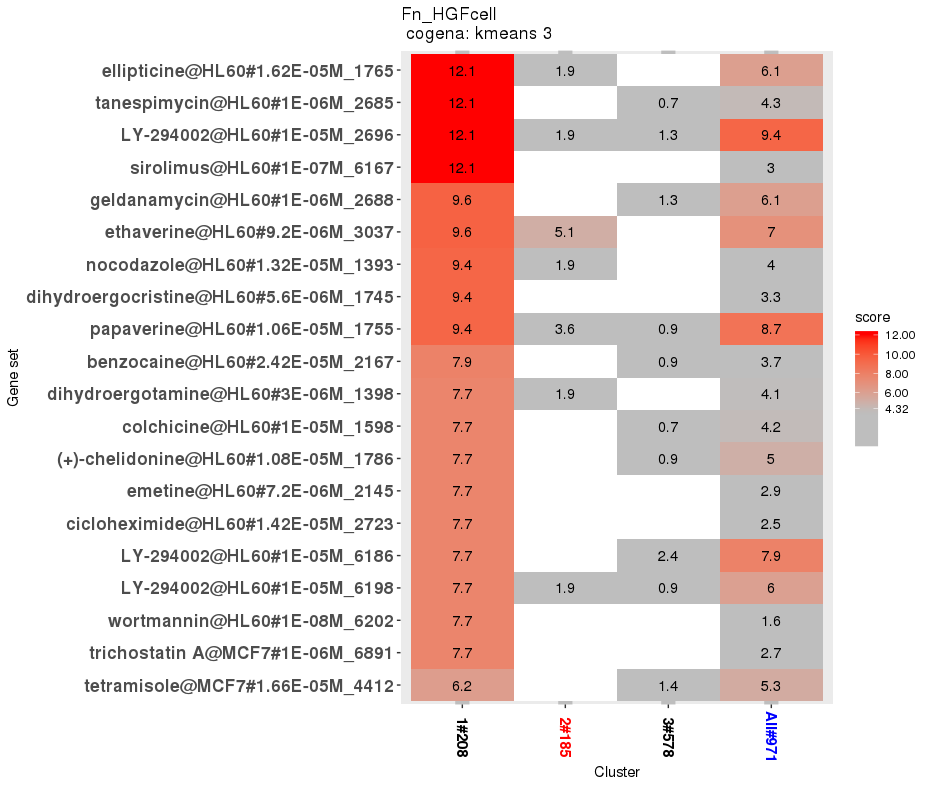 Fn_HGFcell
cogena: kmeans 3
ellipticine@HL60#1.62E-05M_1765 12.1 1.9 6.1
tanespimycin@HL60#1E-06M_2685 12.1 0.7 4.3
LY-294002@HL60#1E-05M_2696 12.1 1.9 1.3 9.4
sirolimus@HL60#1E-07M_6167 12.1 3
geldanamycin@HL60#1E-06M_2688 9.6 1.3 6.1
ethaverine@HL60#9.2E-06M_3037 9.6 5.1 7
nocodazole@HL60#1.32E-05M_1393 9.4 1.9 4
dihydroergocristine@HL60#5.6E-06M_1745 9.4 3.3
papaverine@HL60#1.06E-05M_1755 9.4 3.6 0.9 8.7
benzocaine@HL60#2.42E-05M_2167 7.9 0.9 3.7
dihydroergotamine@HL60#3E-06M_1398 7.7 1.9 4.1
colchicine@HL60#1E-05M_1598 7.7 0.7 4.2
(+)-chelidonine@HL60#1.08E-05M_1786 7.7 0.9 5
emetine@HL60#7.2E-06M_2145 7.7 2.9
cicloheximide@HL60#1.42E-05M_2723 7.7 2.5
LY-294002@HL60#1E-05M_6186 7.7 2.4 7.9
LY-294002@HL60#1E-05M_6198 7.7 1.9 0.9 6
wortmannin@HL60#1E-08M_6202 7.7 1.6
trichostatin A@MCF7#1E-06M_6891 7.7 2.7
tetramisole@MCF7#1.66E-05M_4412 6.2 1.4 5.3
Gene set
1#208 2#185 3#578 All#971
Cluster
score
12.00
10.00
8.00
6.00
4.32